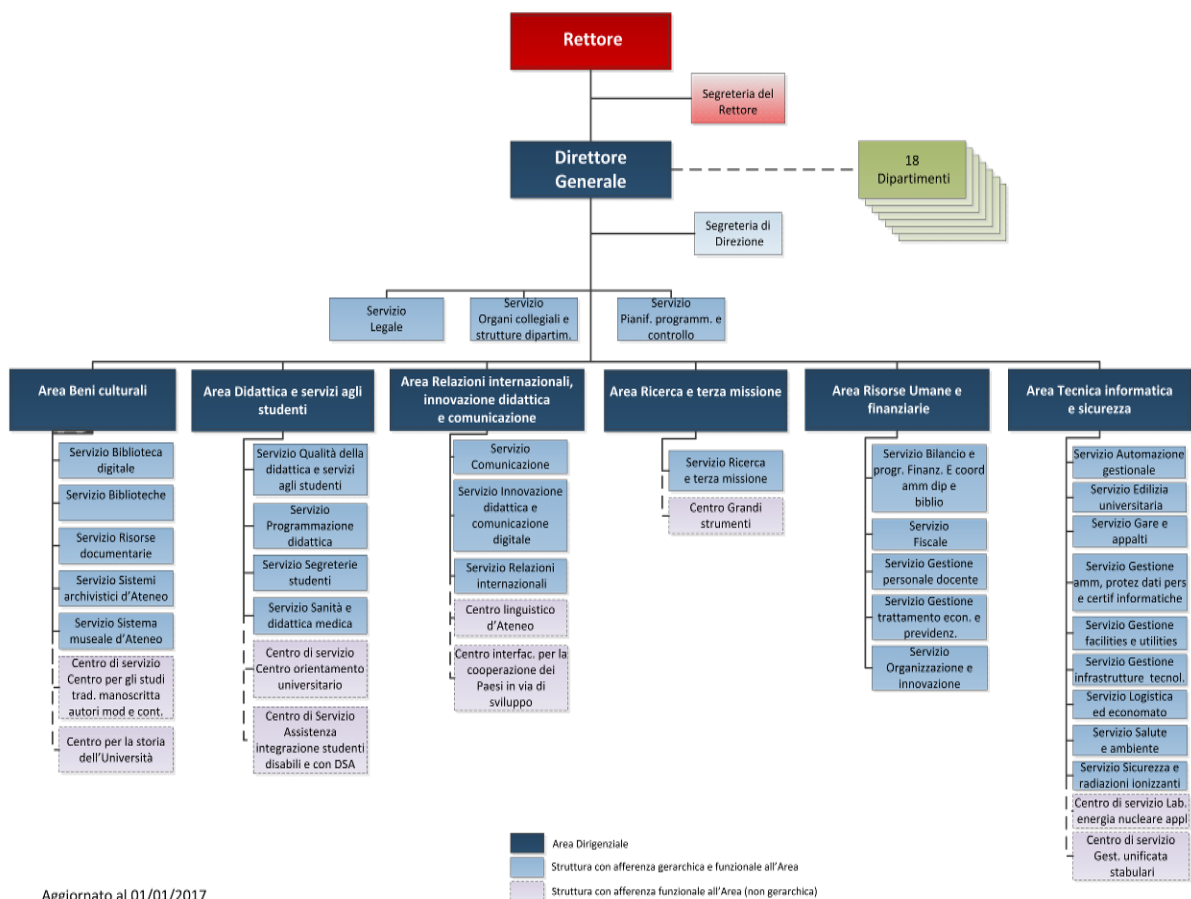 Rettore
Segreteria del
Rettore
Direttore
Generale
18
Dipartimenti
Segreteria di
Direzione
Servizio
Legale
Servizio
Organi collegiali e
strutture dipartim.
Servizio
Pianif. programm. e
controllo
Area Beni culturali
Servizio Biblioteca
digitale
Servizio Biblioteche
Servizio Risorse
documentarie
Servizio Sistemi
archivistici d'Ateneo
Servizio Sistema
museale d'Ateneo
Centro di servizio
Centro per gli studi
trad. manoscritta
autori mod e cont.
Centro per la storia
dell'Università
Area Didattica e servizi agli
studenti
Servizio Qualità della
didattica e servizi
agli studenti
Servizio
Programmazione
didattica
Servizio Segreterie
studenti
Servizio Sanità e
didattica medica
Centro di servizio
Centro orientamento
universitario
Centro di Servizio
Assistenza
integrazione studenti
disabili e con DSA
Area Relazioni internazionali,
innovazione didattica
e comunicazione
Servizio
Comunicazione
Servizio Innovazione
didattica e
comunicazione
digitale
Servizio Relazioni
internazionali
Centro linguistico
d'Ateneo
Centro interfac. per la
cooperazione dei
Paesi in via di
sviluppo
Area Ricerca e terza missione
Servizio Ricerca
e terza missione
Centro Grandi
strumenti
Area Risorse Umane e
finanziarie
Servizio Bilancio e
progr. Finanz. E coord
amm dip e
biblio
Servizio
Fiscale
Servizio Gestione
personale docente
Servizio Gestione
trattamento econ. e
previdenz.
Servizio
Organizzazione e
innovazione
Area Tecnica informatica
e sicurezza
Servizio Automazione
gestionale
Servizio Edilizia
universitaria
Servizio Gare e
appalti
Servizio Gestione
amm, protez dati pers
e certif informatiche
Servizio Gestione
facilities e utilities
Servizio Gestione
infrastrutture tecnol.
Servizio Logistica
ed economato
Servizio Salute
e ambiente
Servizio Sicurezza e
radiazioni ionizzanti
Centro di servizio Lab.
energia nucleare appl
Centro di servizio
Gest. unificata
stabulari
Area Dirigenziale
Struttura con afferenza gerarchica e funzionale all'Area
Struttura con afferenza funzionale all'Area (non gerarchica)
Aggiornato al 01/01/2017